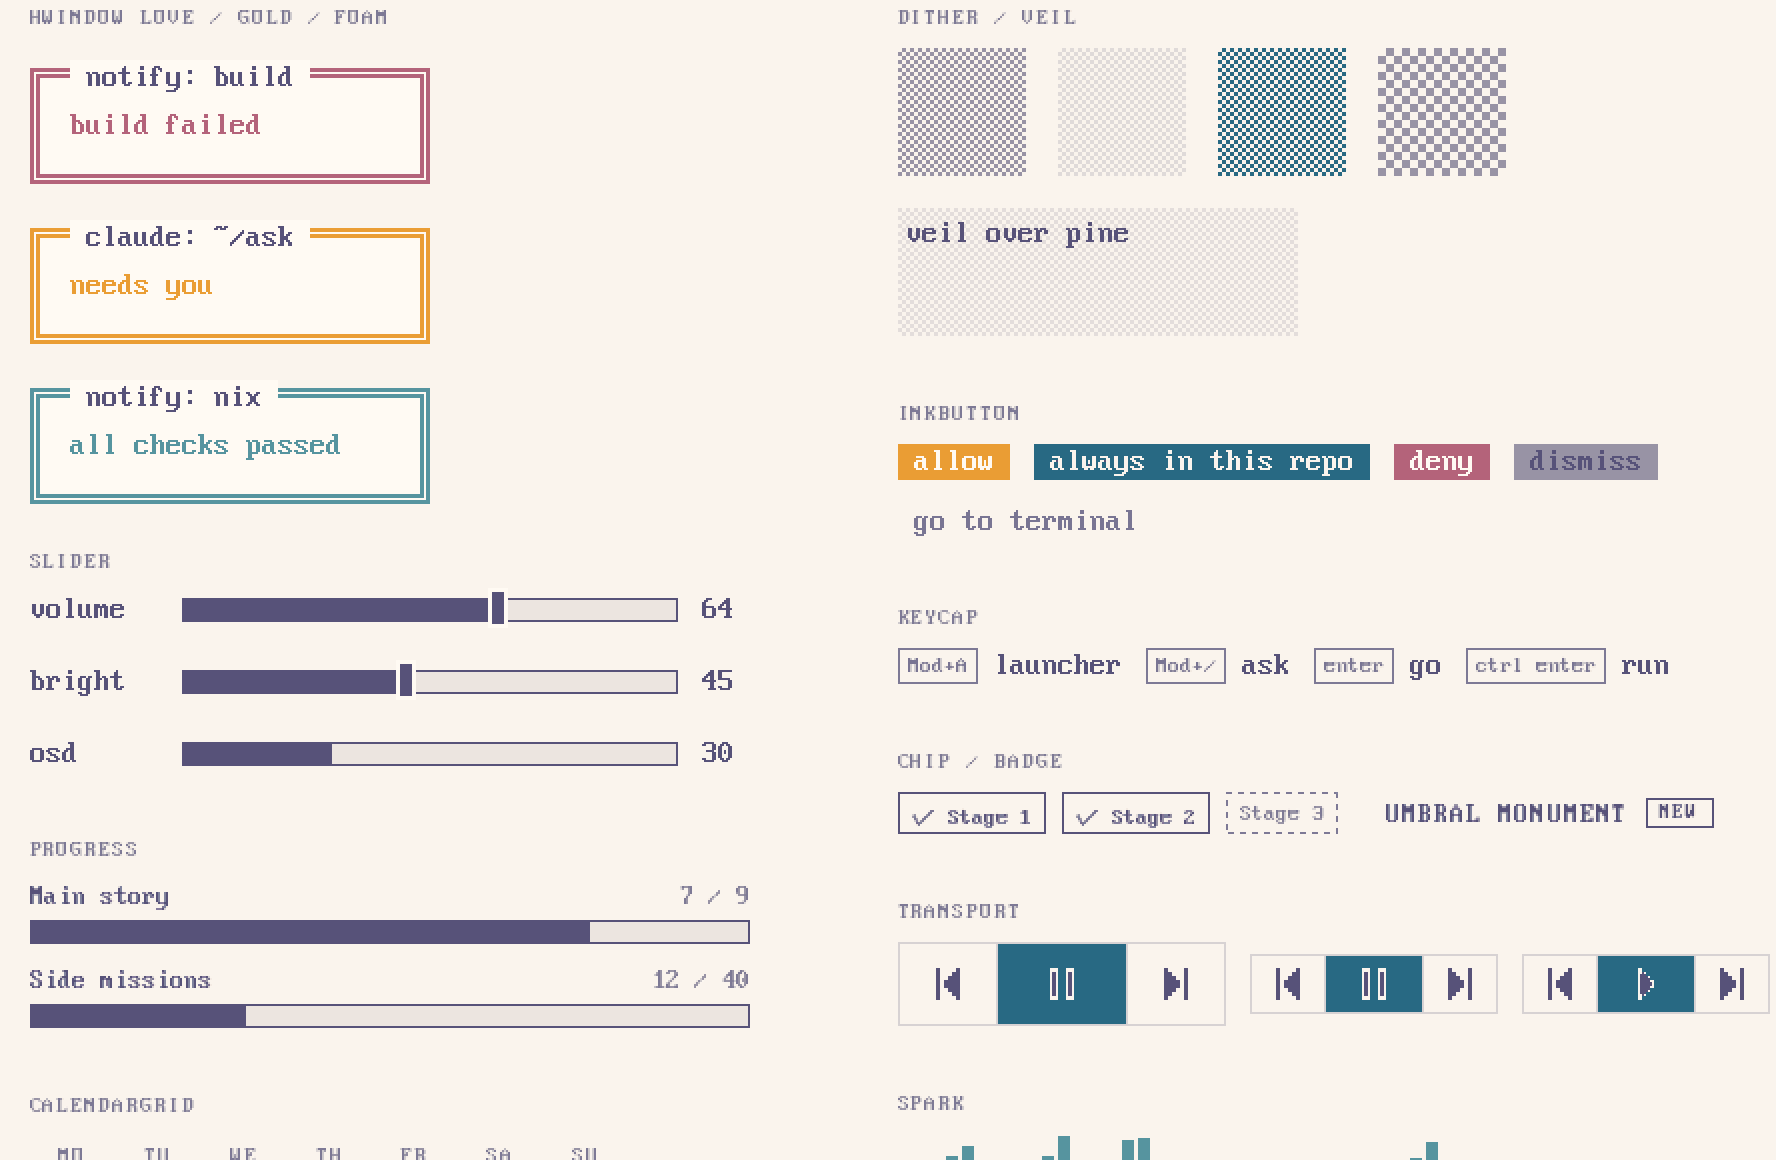 HWINDOW LOVE / GOLD / FOAM
notify: build
build failed
claude: ~/ask
needs you
notify: nix
all checks passed
SLIDER
volume 64
bright 45
osd 30
PROGRESS
Main story 7 / 9
Side missions 12 / 40
CALENDARGRID
MO TU WE TH FR SA SU
DITHER / VEIL
veil over pine
INKBUTTON
allow always in this repo deny dismiss
go to terminal
KEYCAP
Mod+A launcher Mod+/ ask enter go ctrl enter run
CHIP / BADGE
✓ Stage 1 ✓ Stage 2 Stage 3 UMBRAL MONUMENT NEW
TRANSPORT
SPARK